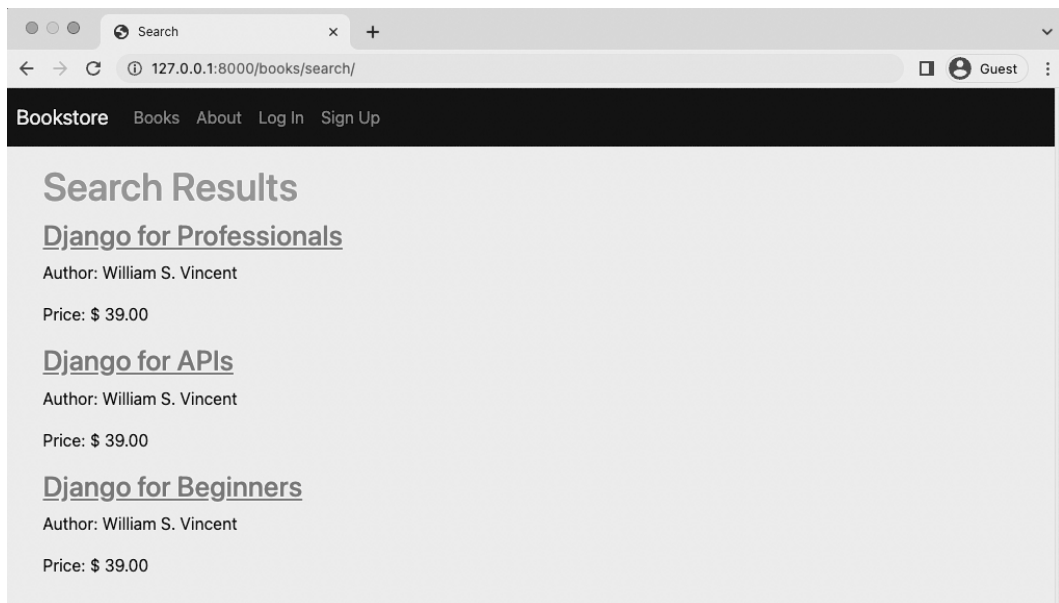 Search
127.0.0.1:8000/books/search/
Guest
Bookstore Books About Log In Sign Up
Search Results
Django for Professionals
Author: William S. Vincent
Price: $ 39.00
Django for APIs
Author: William S. Vincent
Price: $ 39.00
Django for Beginners
Author: William S. Vincent
Price: $ 39.00